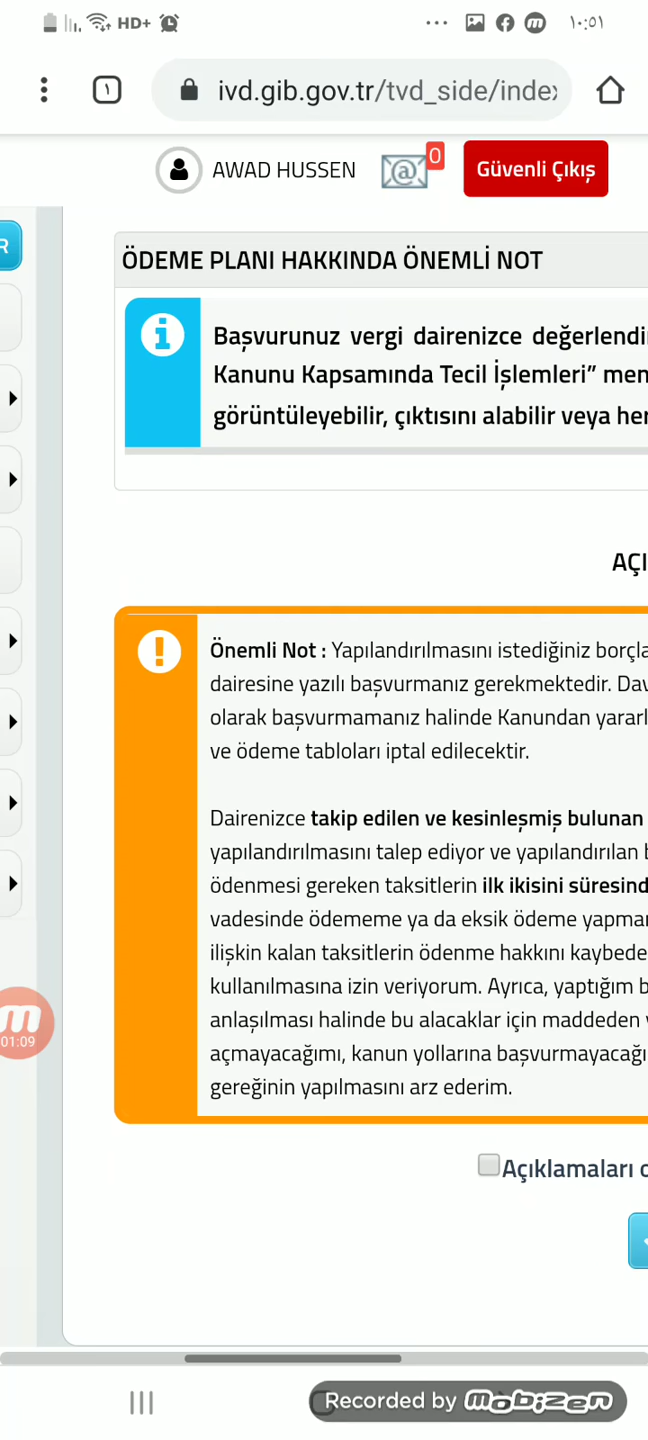 HD+ ١٠:٥١
١ ivd.gib.gov.tr/tvd_side/index
AWAD HUSSEN @ 0 Güvenli Çıkış
R
ÖDEME PLANI HAKKINDA ÖNEMLİ NOT
Başvurunuz vergi dairenizce değerlendi
Kanunu Kapsamında Tecil İşlemleri” men
görüntüleyebilir, çıktısını alabilir veya her
AÇI
Önemli Not : Yapılandırılmasını istediğiniz borçla
dairesine yazılı başvurmanız gerekmektedir. Dav
olarak başvurmamanız halinde Kanundan yararl
ve ödeme tabloları iptal edilecektir.
Dairenizce takip edilen ve kesinleşmiş bulunan
yapılandırılmasını talep ediyor ve yapılandırılan b
ödenmesi gereken taksitlerin ilk ikisini süresind
vadesinde ödememe ya da eksik ödeme yapmam
ilişkin kalan taksitlerin ödenme hakkını kaybede
kullanılmasına izin veriyorum. Ayrıca, yaptığım b
anlaşılması halinde bu alacaklar için maddeden y
açmayacağımı, kanun yollarına başvurmayacağı
gereğinin yapılmasını arz ederim.
01:09
Açıklamaları o
Recorded by mobizen